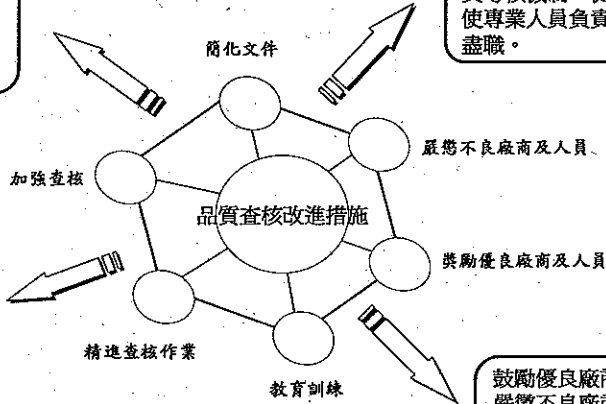 使專業人員負責
盡職。
簡化文件
嚴懲不良廠商及人員
加強查核
品質查核改進措施
獎勵優良廠商及人員
精進查核作業
教育訓練
鼓勵優良廠商